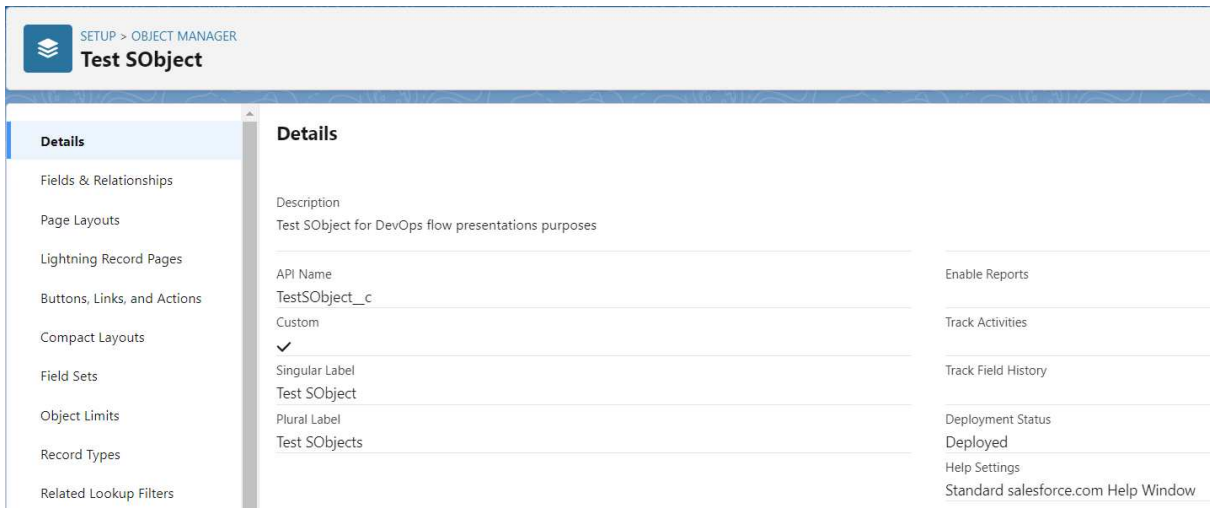 SETUP > OBJECT MANAGER
Test SObject
Details
Fields & Relationships
Page Layouts
Lightning Record Pages
Buttons, Links, and Actions
Compact Layouts
Field Sets
Object Limits
Record Types
Related Lookup Filters
Details
Description
Test SObject for DevOps flow presentations purposes
API Name
TestSObject__c
Custom
Singular Label
Test SObject
Plural Label
Test SObjects
Enable Reports
Track Activities
Track Field History
Deployment Status
Deployed
Help Settings
Standard salesforce.com Help Window